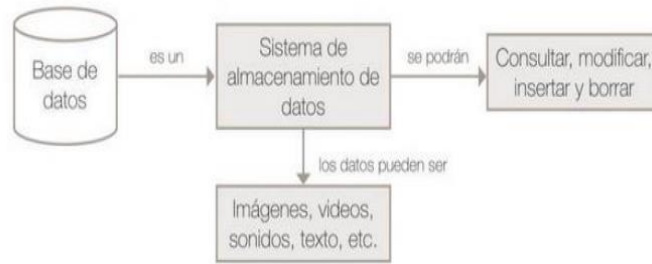 Base de
datos
es un
Sistema de
almacenamiento de
datos
se podrán
Consultar, modificar,
insertar y borrar
los datos pueden ser
Imágenes, videos,
sonidos, texto, etc.